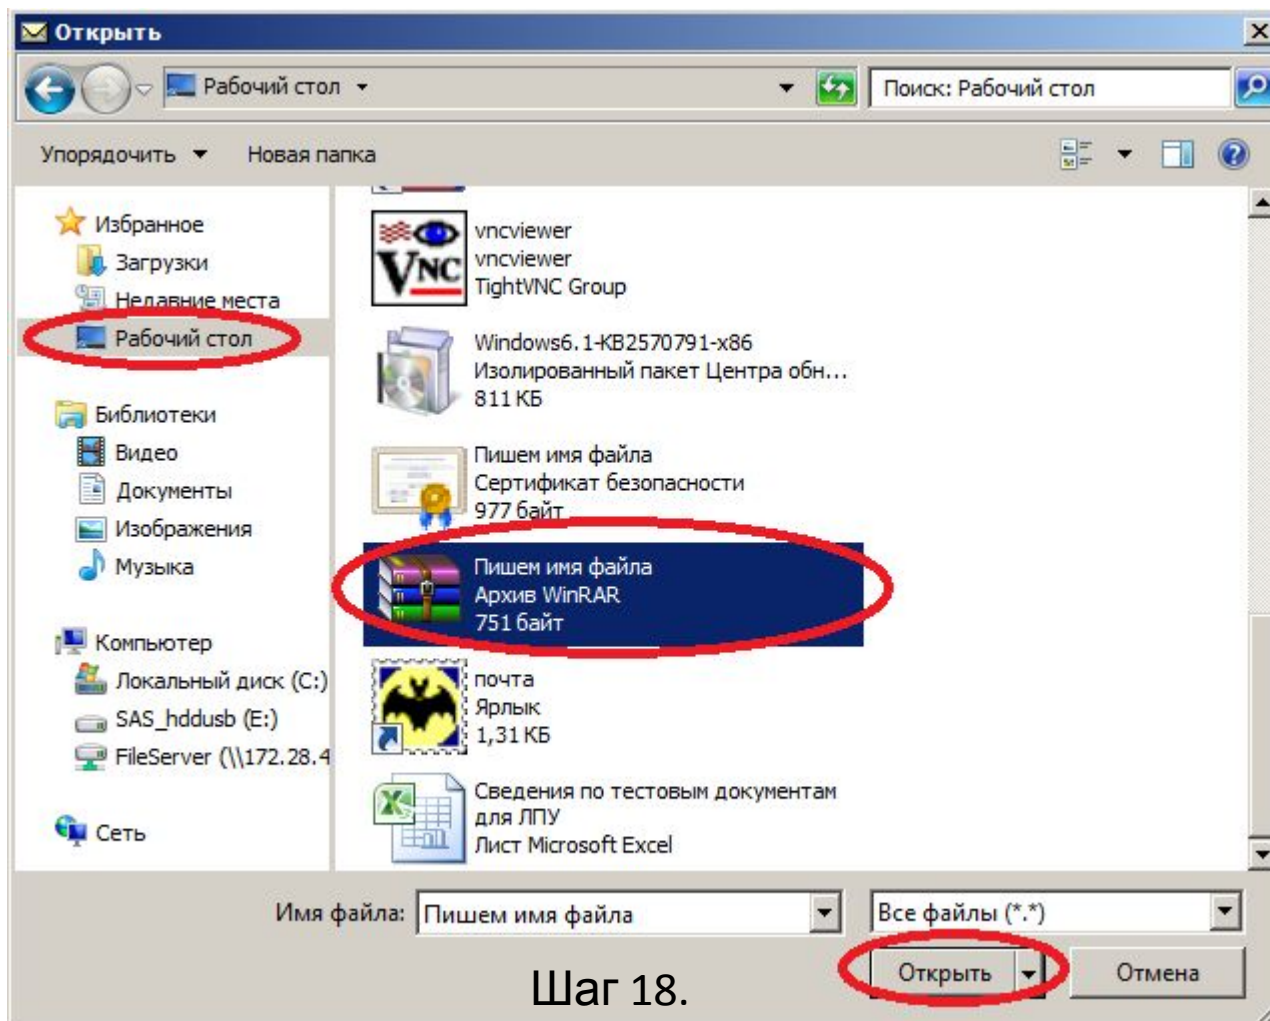 Открыть
Рабочий стол
Поиск: Рабочий стол
Упорядочить
Новая папка
Избранное
Загрузки
Недавние места
Рабочий стол
Библиотеки
Видео
Документы
Изображения
Музыка
Компьютер
Локальный диск (C:)
SAS_hddusb (E:)
FileServer (\\172.28.4
Сеть
VNC
vncviewer
vncviewer
TightVNC Group
Windows6.1-KB2570791-x86
Изолированный пакет Центра обн...
811 КБ
Пишем имя файла
Сертификат безопасности
977 байт
Пишем имя файла
Архив WinRAR
751 байт
почта
Ярлык
1,31 КБ
Сведения по тестовым документам
для ЛПУ
Лист Microsoft Excel
Имя файла:
Пишем имя файла
Все файлы (*.*)
Открыть
Отмена
Шаг 18.